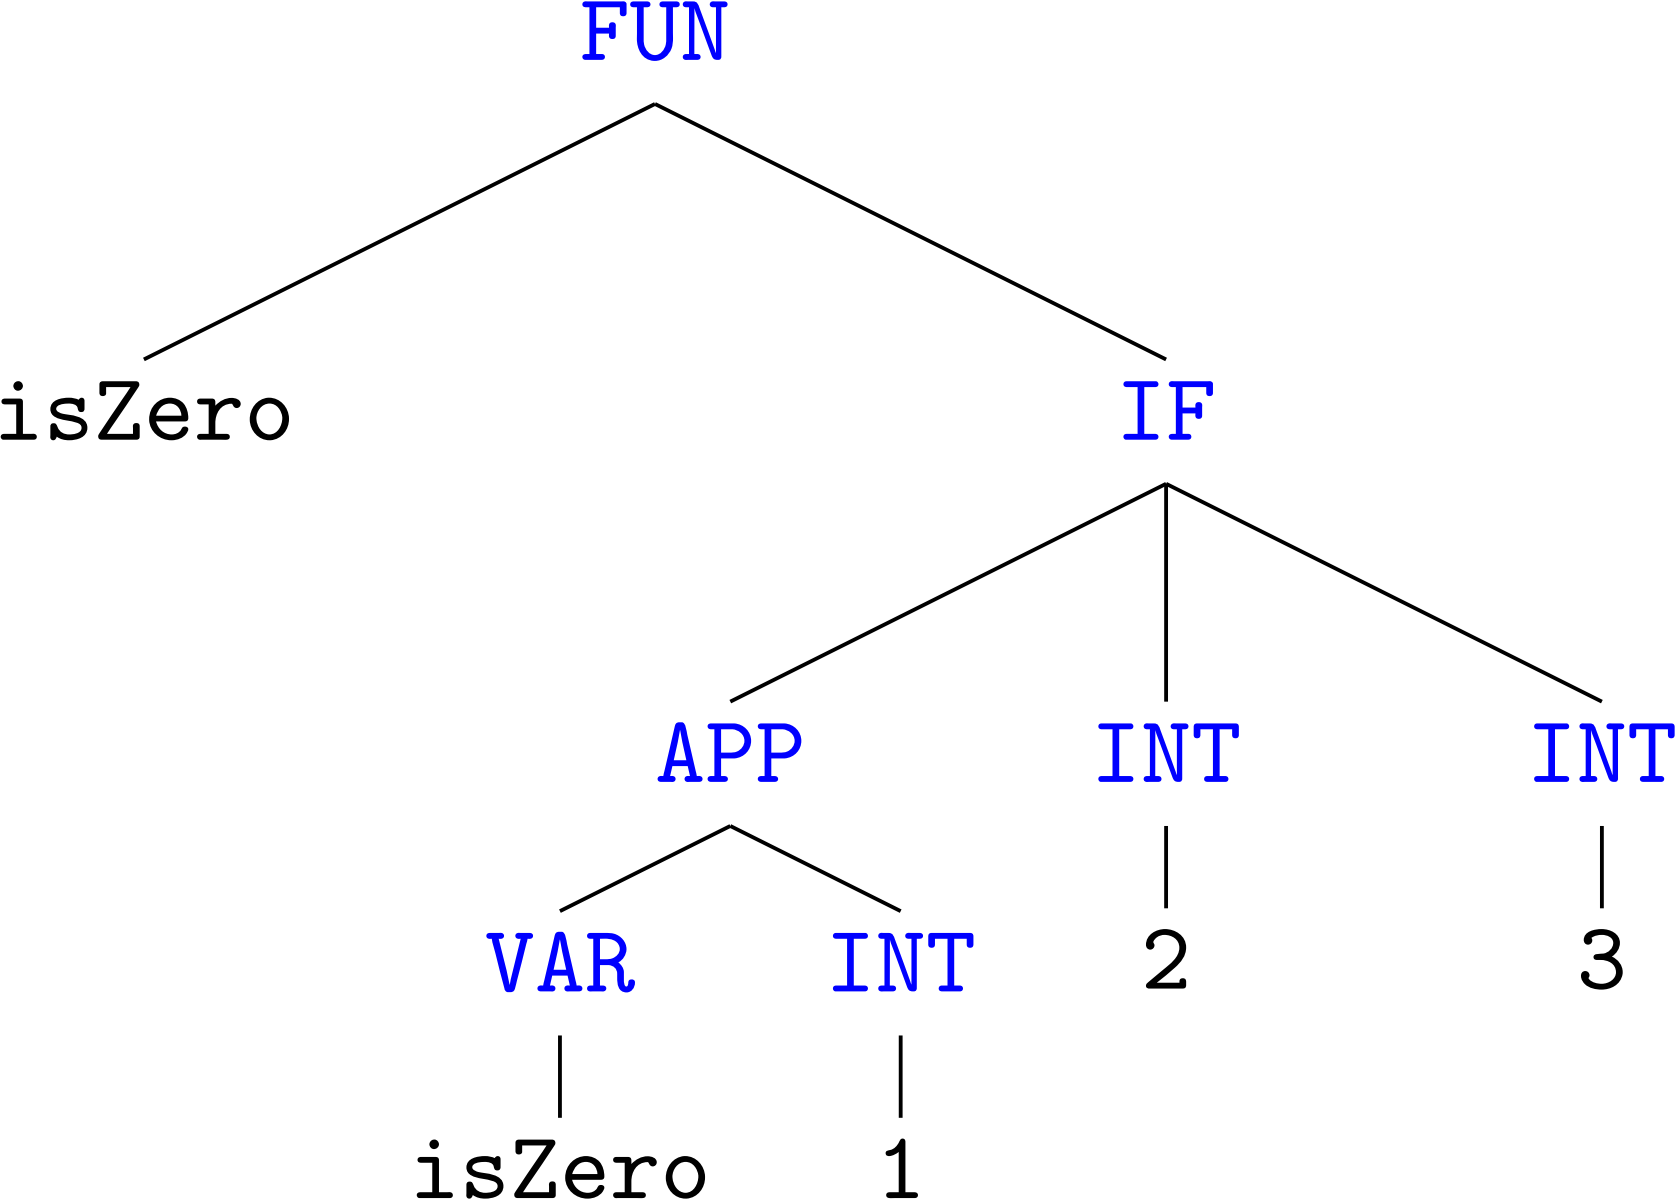 FUN
isZero IF
APP INT INT
VAR INT 2 3
isZero 1